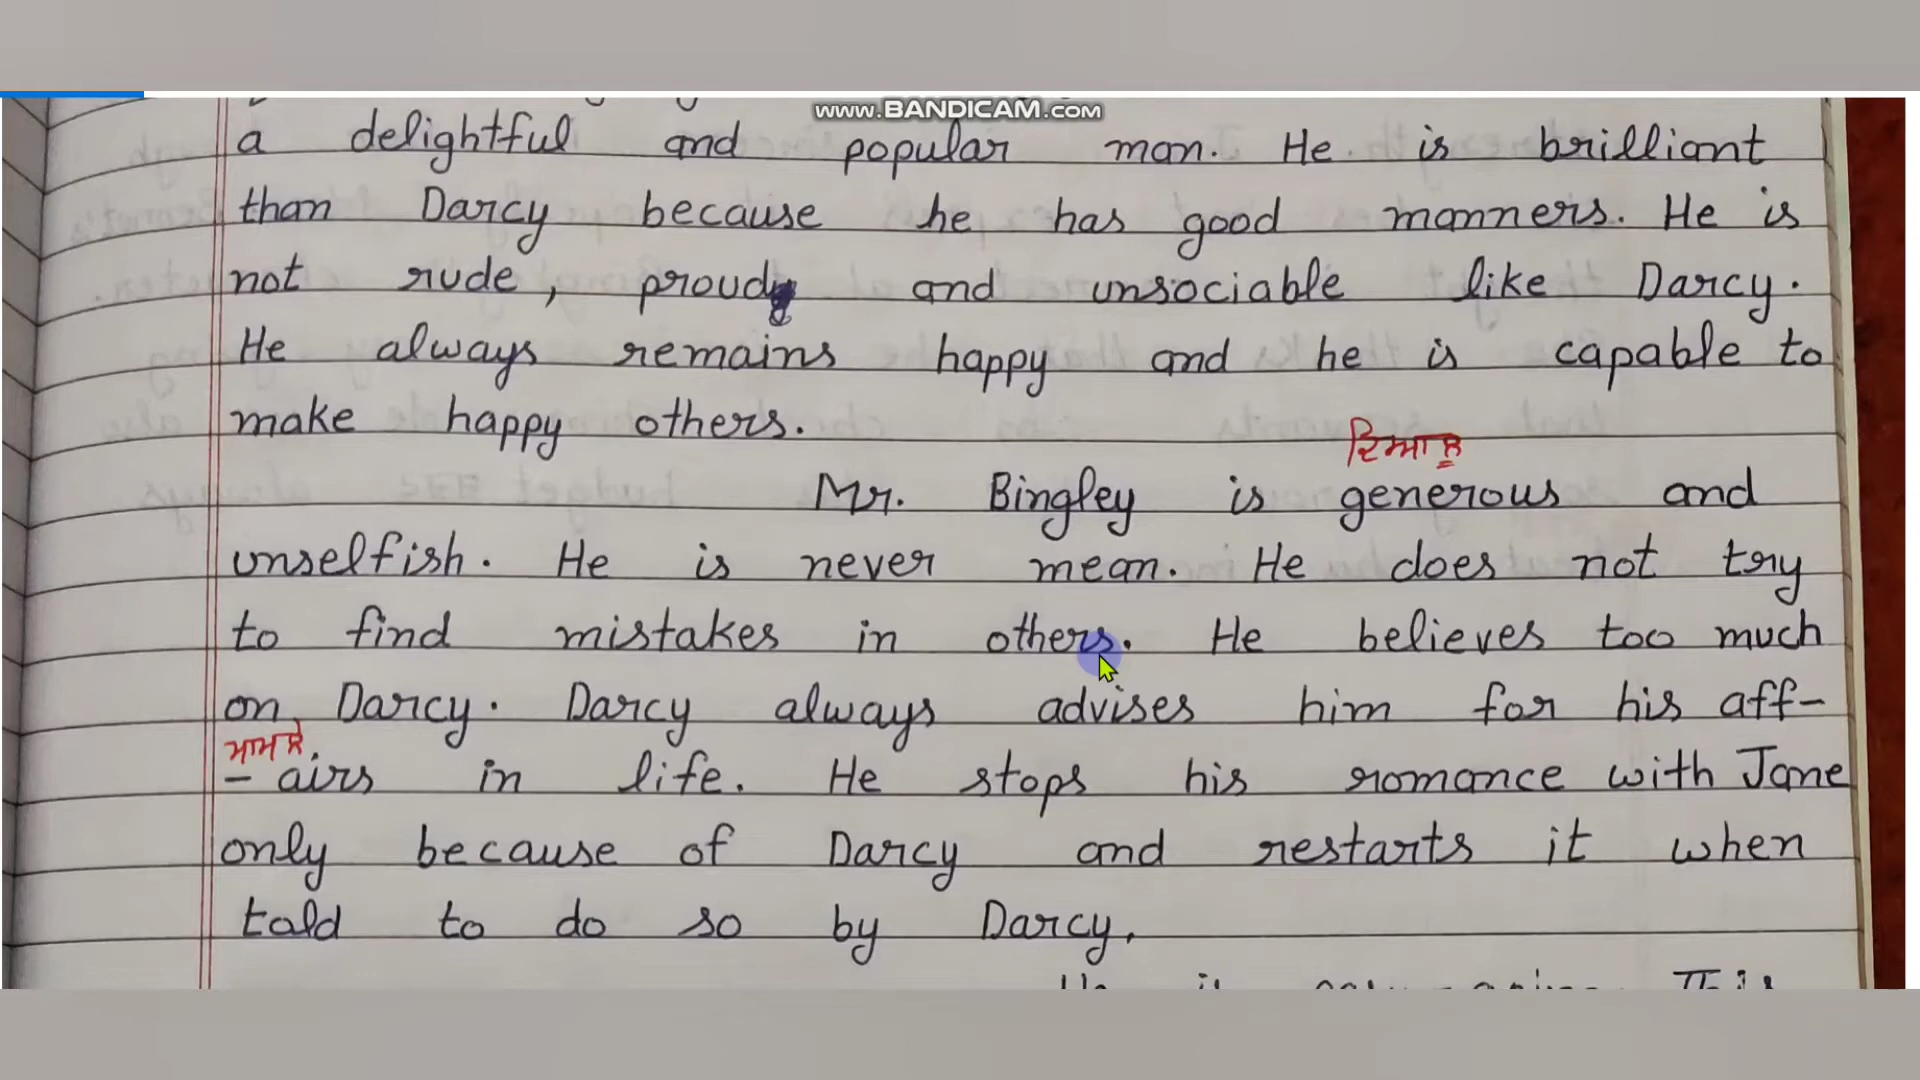 www.BANDICAM.com
a delightful and popular man. He is brilliant
than Darcy because he has good manners. He is
not rude, proud and unsociable like Darcy.
He always remains happy and he is capable to
make happy others.
ਦਿਆਲੂ
Mr. Bingley is generous and
unselfish. He is never mean. He does not try
to find mistakes in others. He believes too much
on Darcy. Darcy always advises him for his aff-
ਮਾਮਲੇ
- airs in life. He stops his romance with Jane
only because of Darcy and restarts it when
told to do so by Darcy.